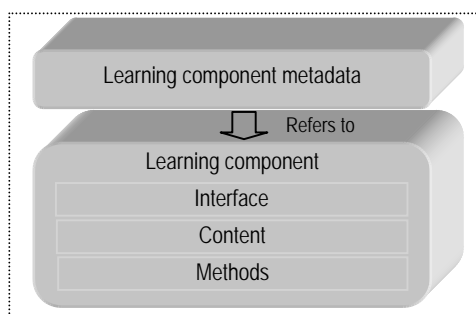 Learning component metadata
Refers to
Learning component
Interface
Content
Methods